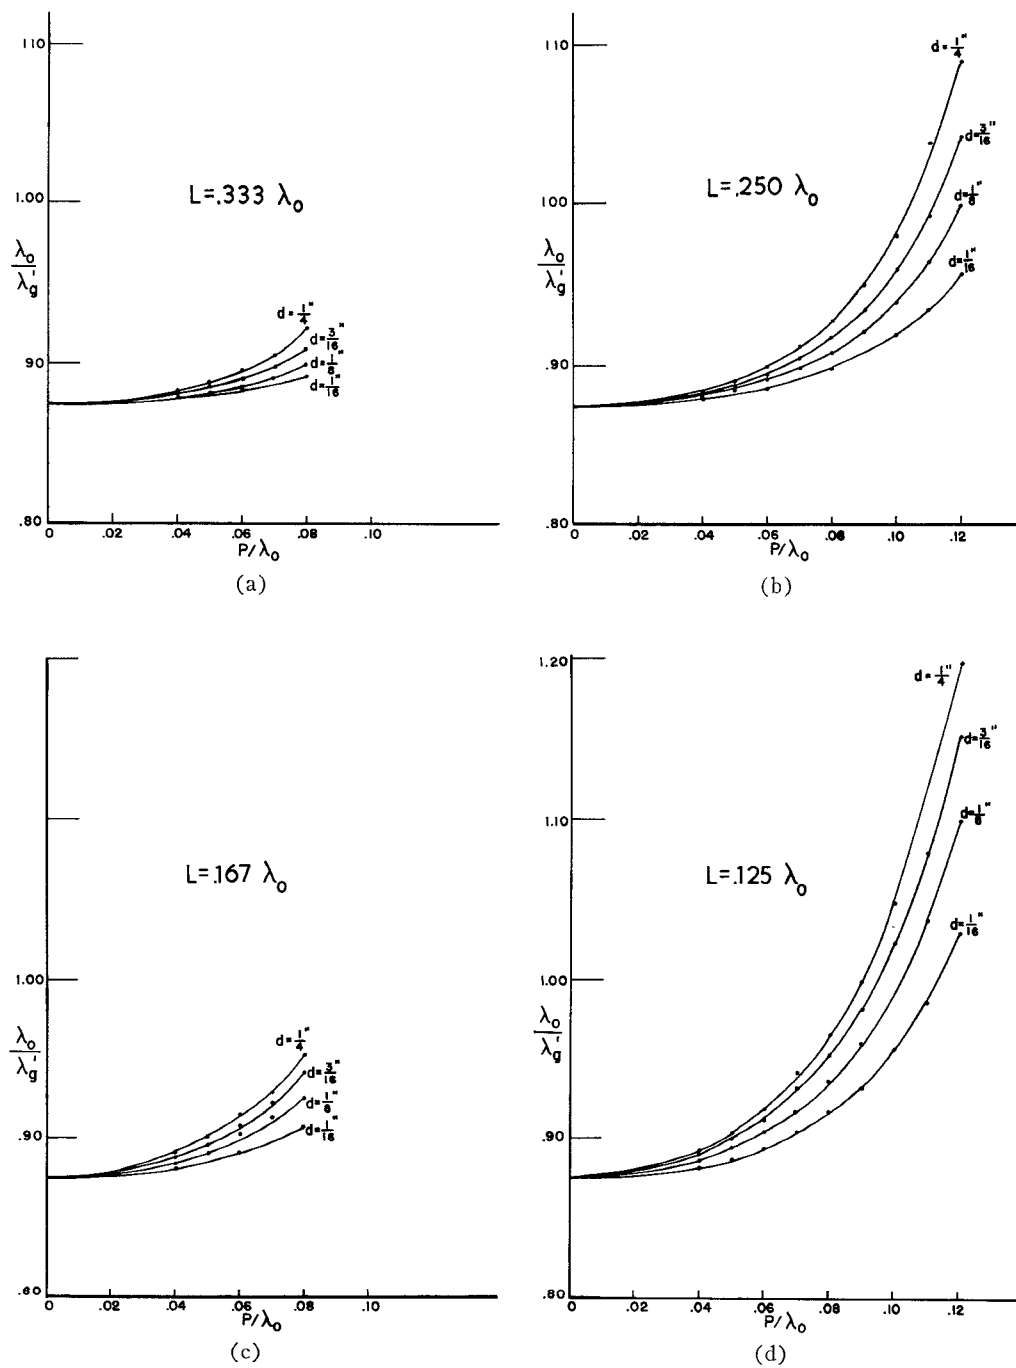 1.10
L=.333 λ₀
1.00
λ₀/λg'
d=1/4"
d=3/16"
d=1/8"
d=1/16"
.90
.80
0 .02 .04 .06 .08 .10
P/λ₀
(a)
1.10
d=1/4"
d=3/16"
L=.250 λ₀
d=1/8"
1.00
λ₀/λg'
d=1/16"
.90
.80
0 .02 .04 .06 .08 .10 .12
P/λ₀
(b)
L=.167 λ₀
1.00
λ₀/λg'
d=1/4"
d=3/16"
d=1/8"
d=1/16"
.90
.80
0 .02 .04 .06 .08 .10
P/λ₀
(c)
1.20
d=1/4"
d=3/16"
1.10
d=1/8"
L=.125 λ₀
d=1/16"
1.00
λ₀/λg'
.90
.80
0 .02 .04 .06 .08 .10 .12
P/λ₀
(d)